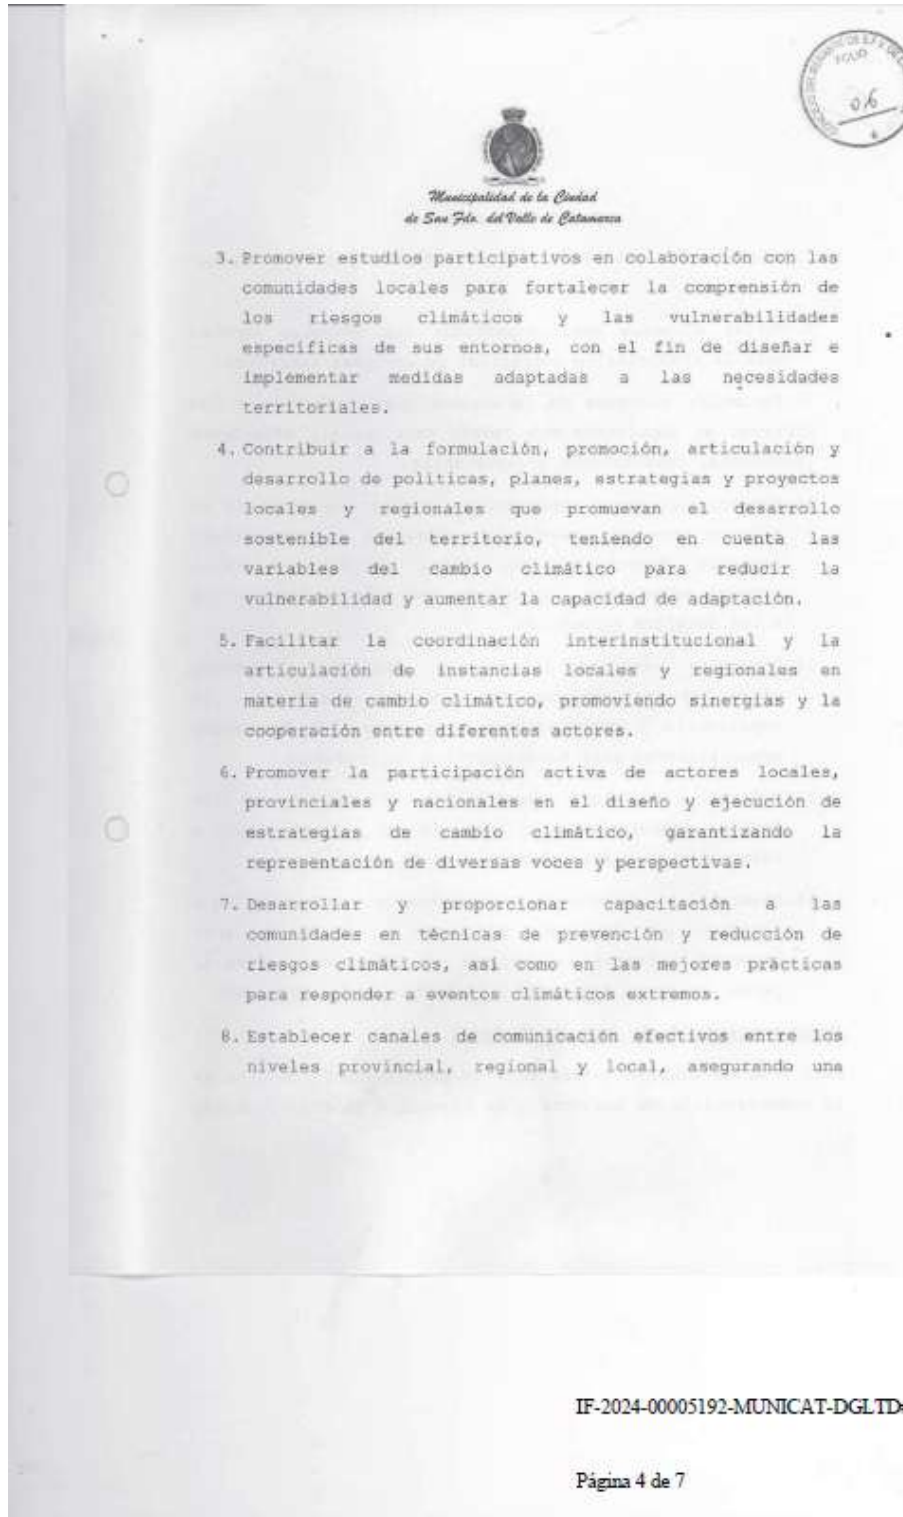 FOLIO
06
Municipalidad de la Ciudad
de San Fdo. del Valle de Catamarca
3. Promover estudios participativos en colaboración con las
comunidades locales para fortalecer la comprensión de
los riesgos climáticos y las vulnerabilidades
específicas de sus entornos, con el fin de diseñar e
implementar medidas adaptadas a las necesidades
territoriales.
4. Contribuir a la formulación, promoción, articulación y
desarrollo de políticas, planes, estrategias y proyectos
locales y regionales que promuevan el desarrollo
sostenible del territorio, teniendo en cuenta las
variables del cambio climático para reducir la
vulnerabilidad y aumentar la capacidad de adaptación.
5. Facilitar la coordinación interinstitucional y la
articulación de instancias locales y regionales en
materia de cambio climático, promoviendo sinergias y la
cooperación entre diferentes actores.
6. Promover la participación activa de actores locales,
provinciales y nacionales en el diseño y ejecución de
estrategias de cambio climático, garantizando la
representación de diversas voces y perspectivas.
7. Desarrollar y proporcionar capacitación a las
comunidades en técnicas de prevención y reducción de
riesgos climáticos, así como en las mejores prácticas
para responder a eventos climáticos extremos.
8. Establecer canales de comunicación efectivos entre los
niveles provincial, regional y local, asegurando una
IF-2024-00005192-MUNICAT-DGLTD
Página 4 de 7